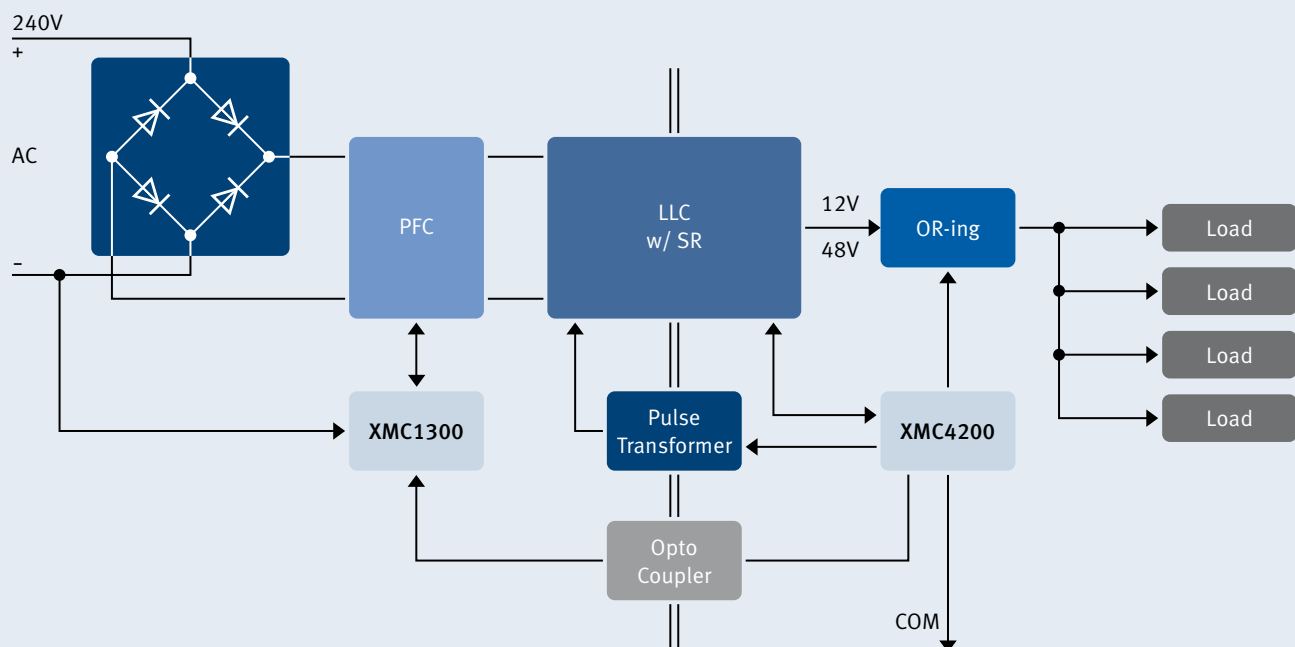 240V
+
AC
-
PFC
LLC
w/ SR
12V
48V
OR-ing
Load
Load
Load
Load
XMC1300
Pulse
Transformer
XMC4200
Opto
Coupler
COM